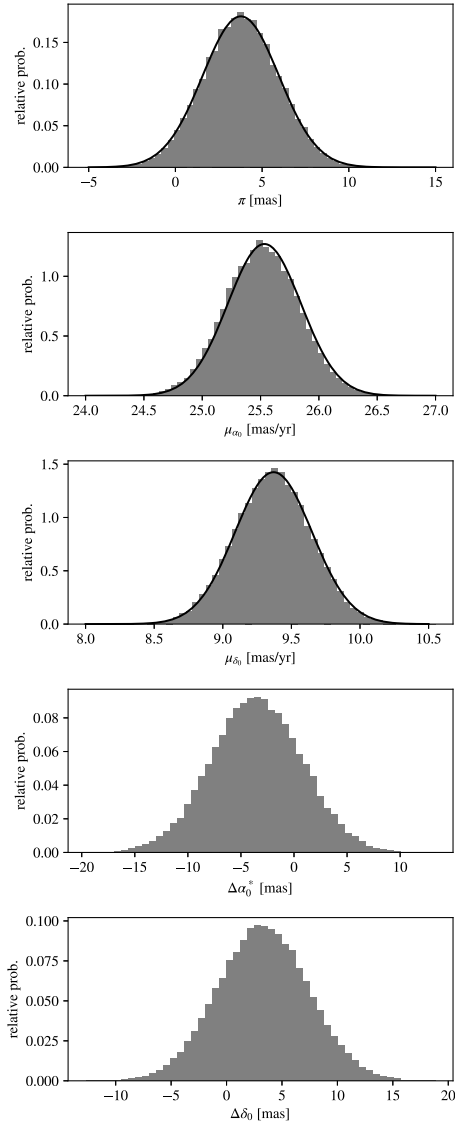 0.15
0.10
0.05
0.00
relative prob.
−5 0 5 10 15
π [mas]
1.0
0.5
0.0
relative prob.
24.0 24.5 25.0 25.5 26.0 26.5 27.0
μα₀ [mas/yr]
1.5
1.0
0.5
0.0
relative prob.
8.0 8.5 9.0 9.5 10.0 10.5
μδ₀ [mas/yr]
0.08
0.06
0.04
0.02
0.00
relative prob.
−20 −15 −10 −5 0 5 10
Δα₀* [mas]
0.100
0.075
0.050
0.025
0.000
relative prob.
−10 −5 0 5 10 15 20
Δδ₀ [mas]